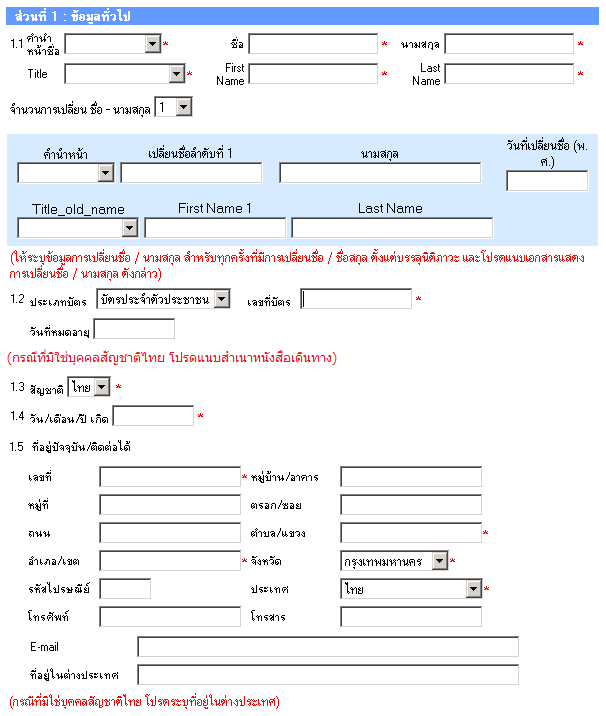 ส่วนที่ 1 : ข้อมูลทั่วไป
1.1 คำนำหน้าชื่อ * ชื่อ * นามสกุล *
Title * First Name * Last Name *
จำนวนการเปลี่ยน ชื่อ - นามสกุล 1
คำนำหน้า เปลี่ยนชื่อลำดับที่ 1 นามสกุล วันที่เปลี่ยนชื่อ (พ.ศ.)
Title_old_name First Name 1 Last Name
(ให้ระบุข้อมูลการเปลี่ยนชื่อ / นามสกุล สำหรับทุกครั้งที่มีการเปลี่ยนชื่อ / ชื่อสกุล ตั้งแต่บรรลุนิติภาวะ และโปรดแนบเอกสารแสดง
การเปลี่ยนชื่อ / นามสกุล ดังกล่าว)
1.2 ประเภทบัตร บัตรประจำตัวประชาชน เลขที่บัตร *
วันที่หมดอายุ
(กรณีที่มิใช่บุคคลสัญชาติไทย โปรดแนบสำเนาหนังสือเดินทาง)
1.3 สัญชาติ ไทย *
1.4 วัน/เดือน/ปี เกิด *
1.5 ที่อยู่ปัจจุบัน/ติดต่อได้
เลขที่ * หมู่บ้าน/อาคาร
หมู่ที่ ตรอก/ซอย
ถนน ตำบล/แขวง *
อำเภอ/เขต * จังหวัด กรุงเทพมหานคร *
รหัสไปรษณีย์ ประเทศ ไทย *
โทรศัพท์ โทรสาร
E-mail
ที่อยู่ในต่างประเทศ
(กรณีที่มิใช่บุคคลสัญชาติไทย โปรดระบุที่อยู่ในต่างประเทศ)